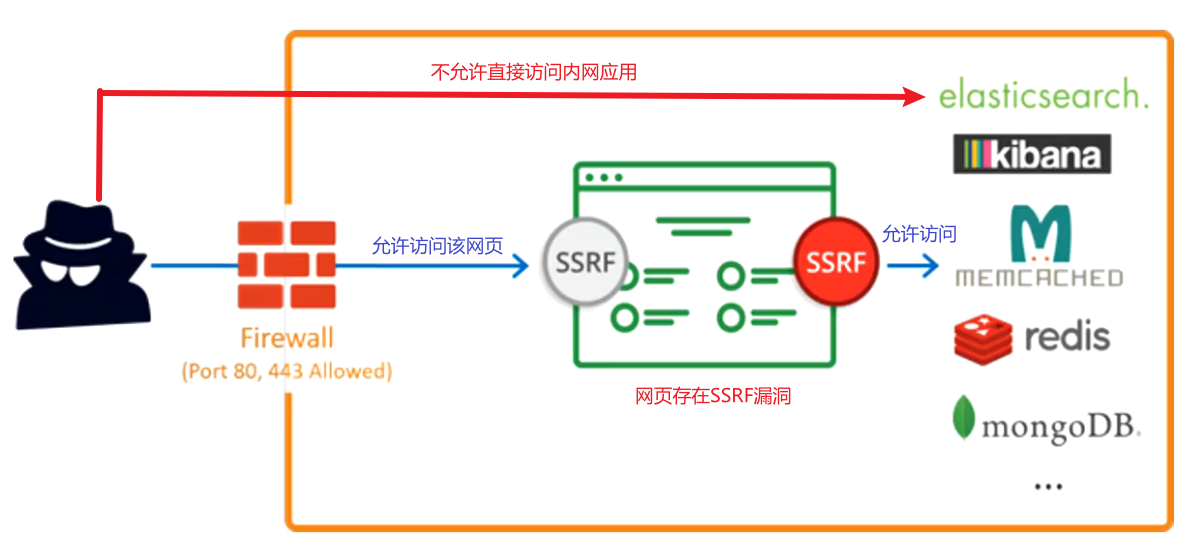 不允许直接访问内网应用
elasticsearch.
kibana
允许访问该网页
允许访问
SSRF
SSRF
MEMCACHED
Firewall
(Port 80, 443 Allowed)
redis
网页存在SSRF漏洞
mongoDB®
...